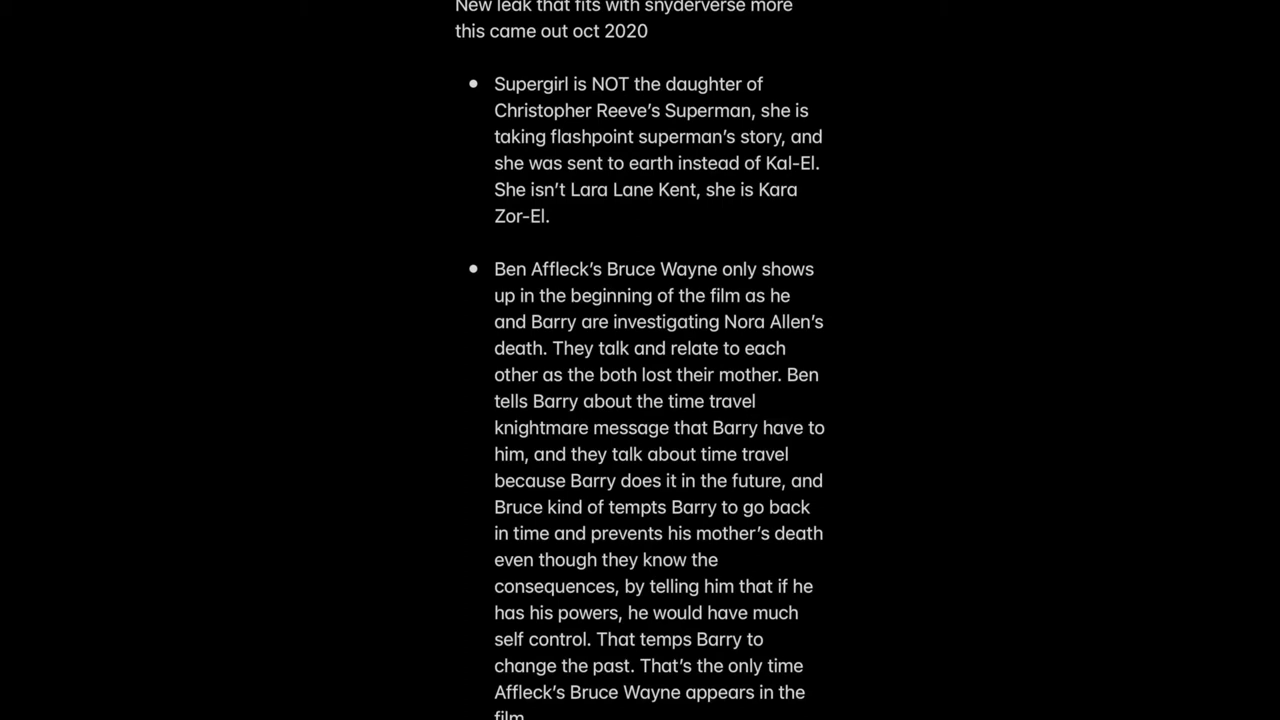 New leak that fits with snyderverse more
this came out oct 2020
• Supergirl is NOT the daughter of
Christopher Reeve's Superman, she is
taking flashpoint superman's story, and
she was sent to earth instead of Kal-El.
She isn't Lara Lane Kent, she is Kara
Zor-El.
• Ben Affleck's Bruce Wayne only shows
up in the beginning of the film as he
and Barry are investigating Nora Allen's
death. They talk and relate to each
other as the both lost their mother. Ben
tells Barry about the time travel
knightmare message that Barry have to
him, and they talk about time travel
because Barry does it in the future, and
Bruce kind of tempts Barry to go back
in time and prevents his mother's death
even though they know the
consequences, by telling him that if he
has his powers, he would have much
self control. That temps Barry to
change the past. That's the only time
Affleck's Bruce Wayne appears in the
film